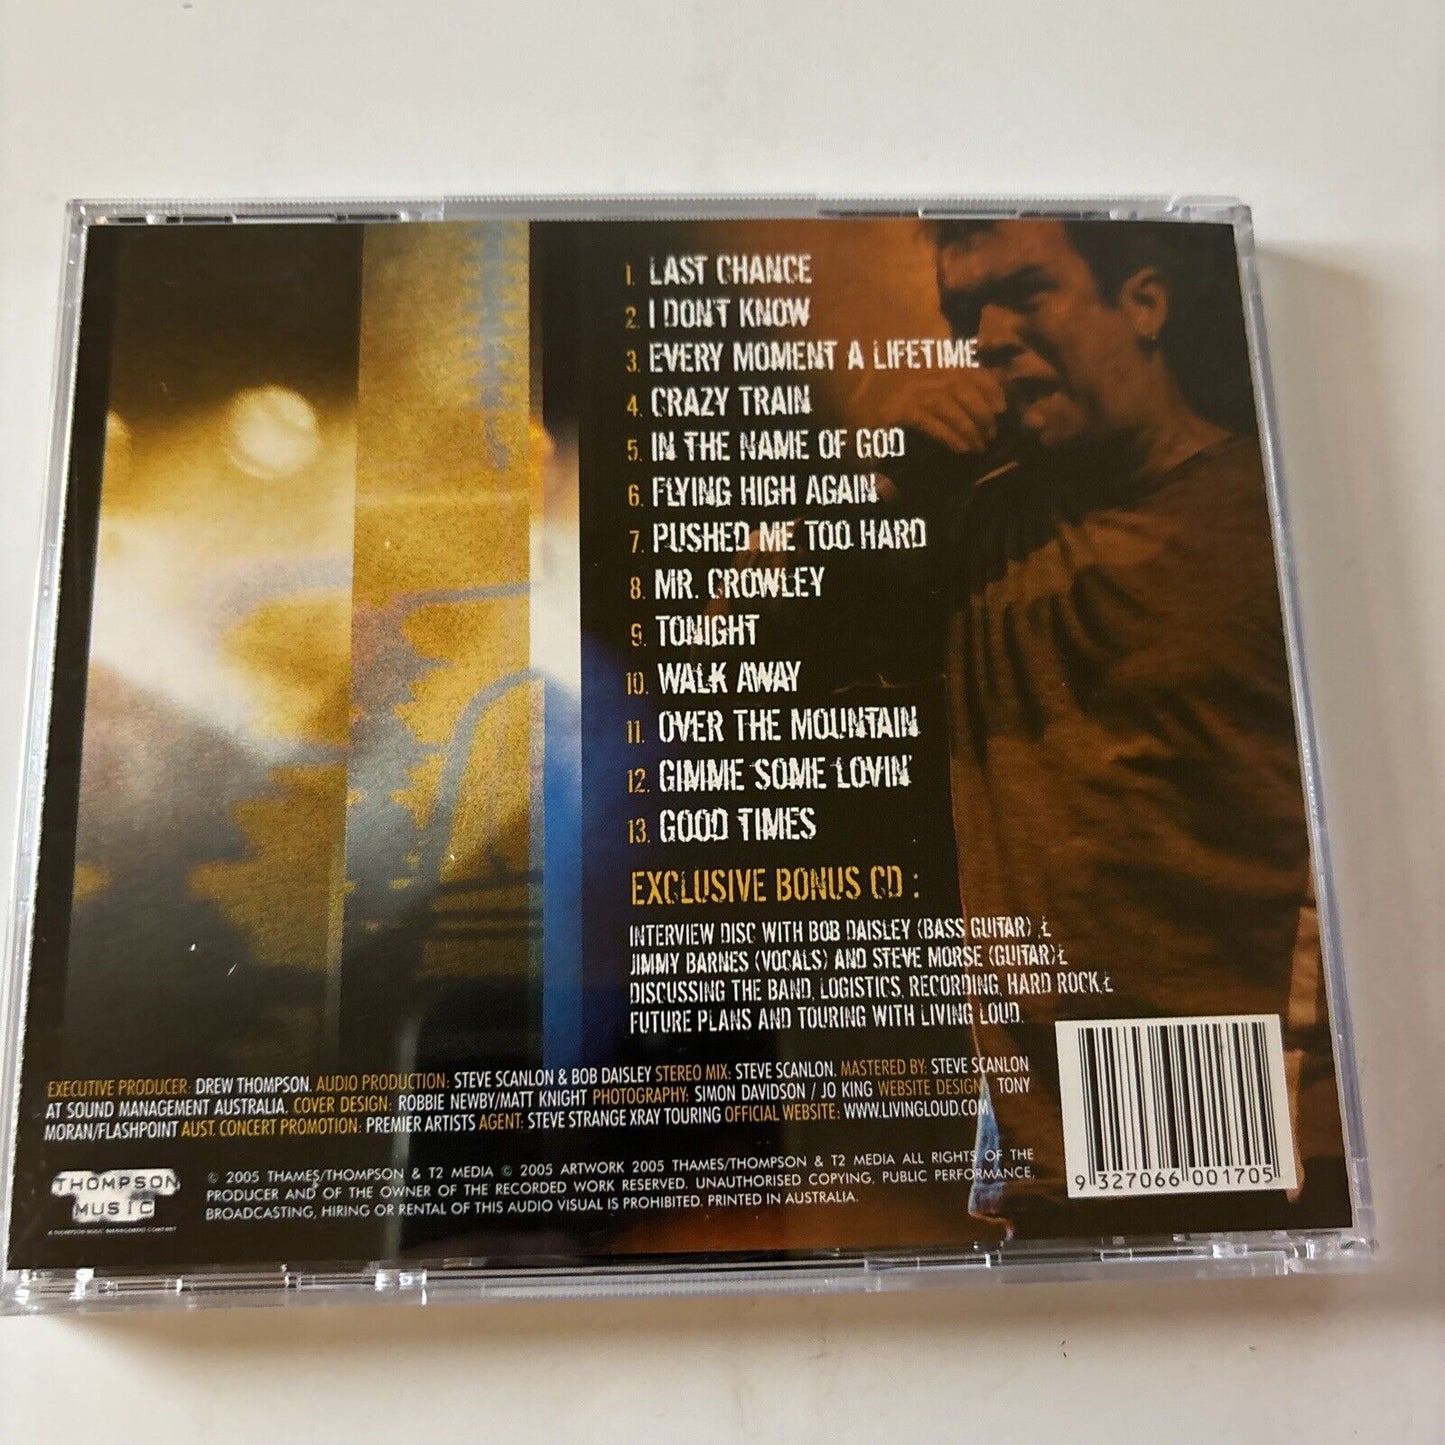 1. LAST CHANCE
2. I DON'T KNOW
3. EVERY MOMENT A LIFETIME
4. CRAZY TRAIN
5. IN THE NAME OF GOD
6. FLYING HIGH AGAIN
7. PUSHED ME TOO HARD
8. MR. CROWLEY
9. TONIGHT
10. WALK AWAY
11. OVER THE MOUNTAIN
12. GIMME SOME LOVIN'
13. GOOD TIMES
EXCLUSIVE BONUS CD :
INTERVIEW DISC WITH BOB DAISLEY (BASS GUITAR) ,Ł
JIMMY BARNES (VOCALS) AND STEVE MORSE (GUITAR)Ł
DISCUSSING THE BAND, LOGISTICS, RECORDING, HARD ROCK,Ł
FUTURE PLANS AND TOURING WITH LIVING LOUD.
EXECUTIVE PRODUCER: DREW THOMPSON. AUDIO PRODUCTION: STEVE SCANLON & BOB DAISLEY STEREO MIX: STEVE SCANLON. MASTERED BY: STEVE SCANLON
AT SOUND MANAGEMENT AUSTRALIA. COVER DESIGN: ROBBIE NEWBY/MATT KNIGHT PHOTOGRAPHY: SIMON DAVIDSON / JO KING WEBSITE DESIGN: TONY
MORAN/FLASHPOINT AUST. CONCERT PROMOTION: PREMIER ARTISTS AGENT: STEVE STRANGE XRAY TOURING OFFICIAL WEBSITE: WWW.LIVINGLOUD.COM
THOMPSON
MUSIC
A THOMPSON MUSIC MANAGEMENT COMPANY
© 2005 THAMES/THOMPSON & T2 MEDIA © 2005 ARTWORK 2005 THAMES/THOMPSON & T2 MEDIA ALL RIGHTS OF THE
PRODUCER AND OF THE OWNER OF THE RECORDED WORK RESERVED. UNAUTHORISED COPYING, PUBLIC PERFORMANCE,
BROADCASTING, HIRING OR RENTAL OF THIS AUDIO VISUAL IS PROHIBITED. PRINTED IN AUSTRALIA.
9 327066 001705